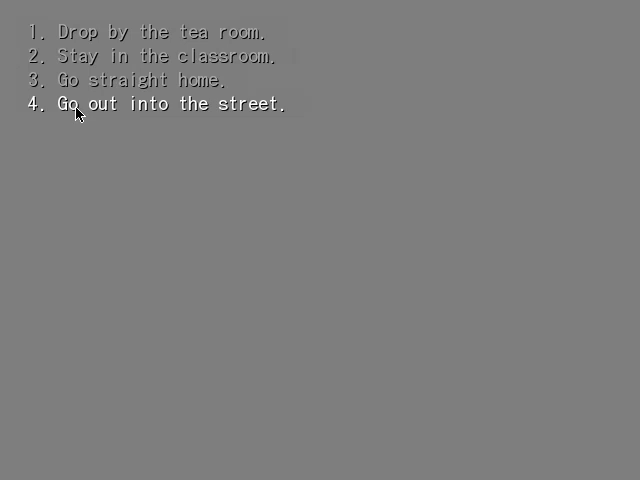 1. Drop by the tea room.
2. Stay in the classroom.
3. Go straight home.
4. Go out into the street.